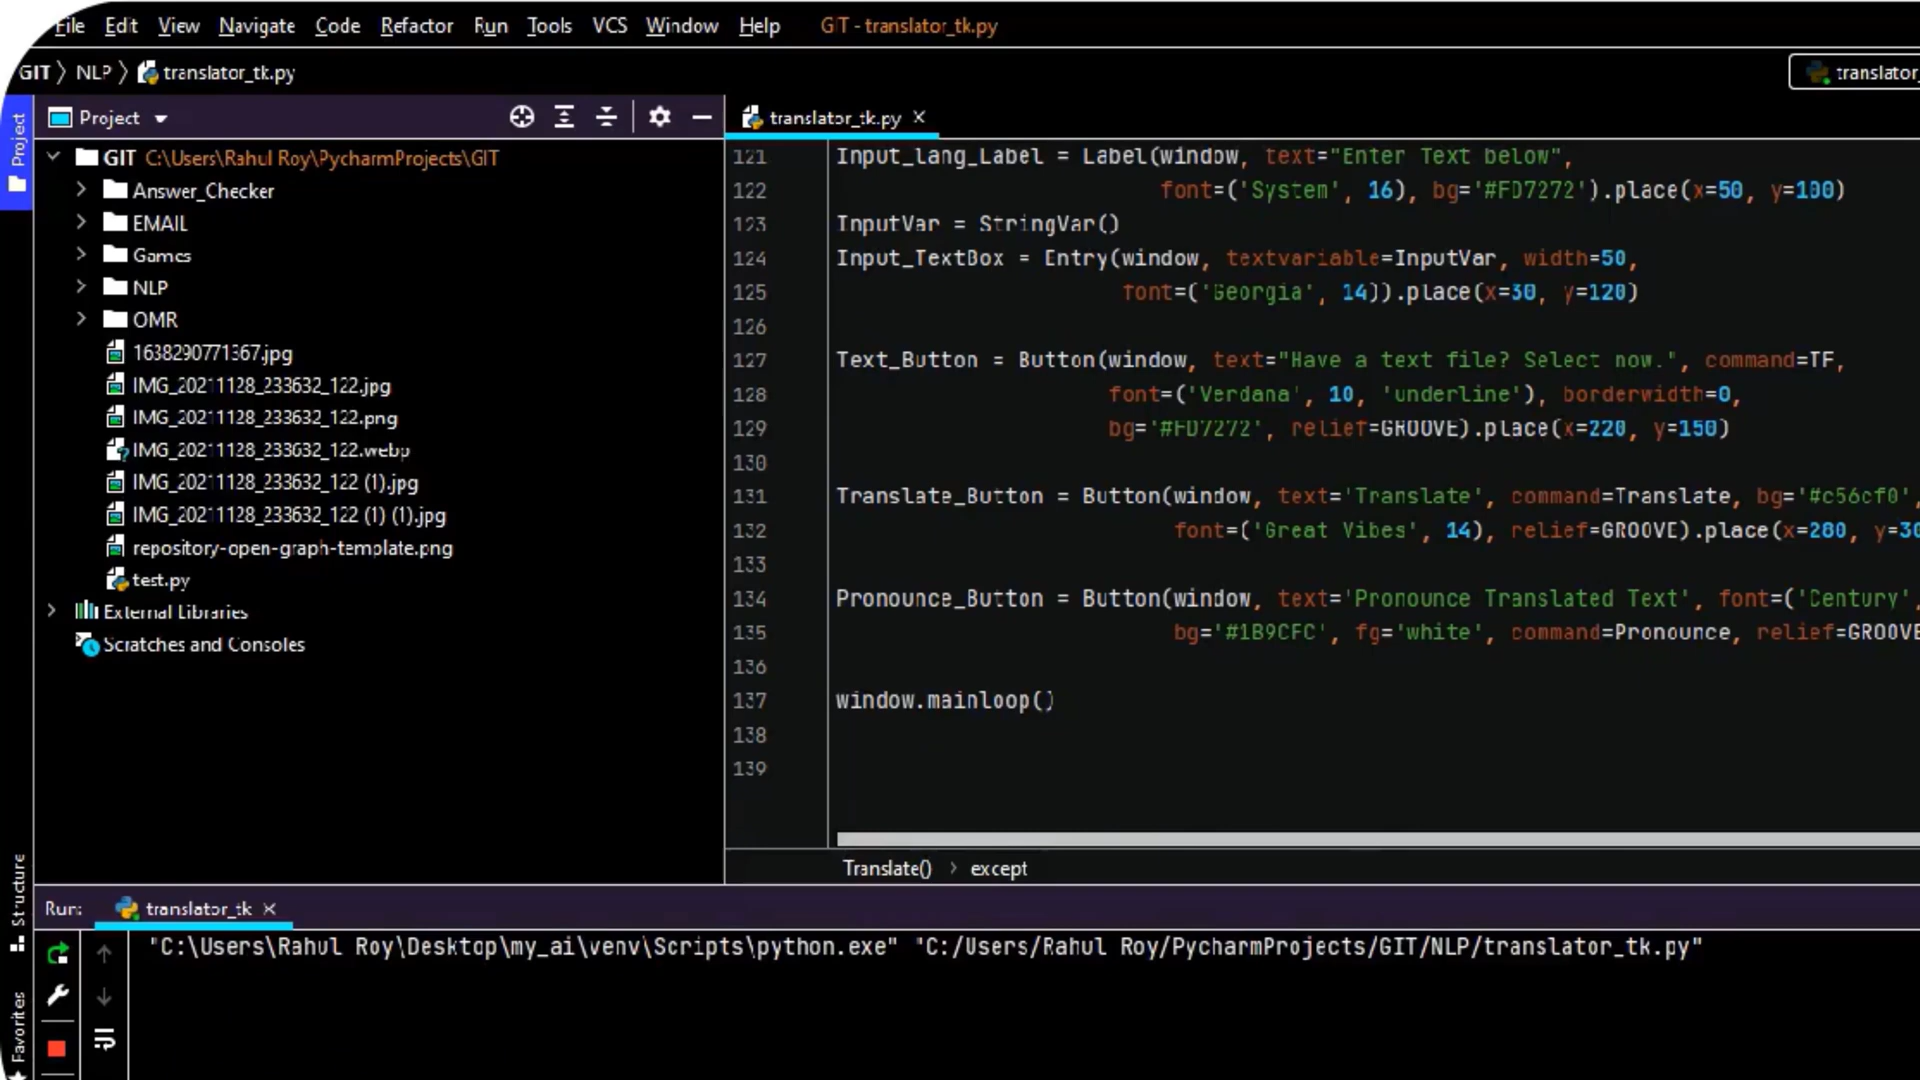 File Edit View Navigate Code Refactor Run Tools VCS Window Help GIT - translator_tk.py
GIT NLP translator_tk.py
translator_
Project
Project
translator_tk.py
GIT C:\Users\Rahul Roy\PycharmProjects\GIT
Answer_Checker
EMAIL
Games
NLP
OMR
1638290771367.jpg
IMG_20211128_233632_122.jpg
IMG_20211128_233632_122.png
IMG_20211128_233632_122.webp
IMG_20211128_233632_122 (1).jpg
IMG_20211128_233632_122 (1) (1).jpg
repository-open-graph-template.png
test.py
External Libraries
Scratches and Consoles
121 Input_Lang_Label = Label(window, text="Enter Text below",
122 font=('System', 16), bg='#FD7272').place(x=50, y=100)
123 InputVar = StringVar()
124 Input_TextBox = Entry(window, textvariable=InputVar, width=50,
125 font=('Georgia', 14)).place(x=30, y=120)
126
127 Text_Button = Button(window, text="Have a text file? Select now.", command=TF,
128 font=('Verdana', 10, 'underline'), borderwidth=0,
129 bg='#FD7272', relief=GROOVE).place(x=220, y=150)
130
131 Translate_Button = Button(window, text='Translate', command=Translate, bg='#c56cf0',
132 font=('Great Vibes', 14), relief=GROOVE).place(x=280, y=30
133
134 Pronounce_Button = Button(window, text='Pronounce Translated Text', font=('Century',
135 bg='#1B9CFC', fg='white', command=Pronounce, relief=GROOVE
136
137 window.mainloop()
138
139
Translate() › except
Structure
Favorites
Run: translator_tk
"C:\Users\Rahul Roy\Desktop\my_ai\venv\Scripts\python.exe" "C:/Users/Rahul Roy/PycharmProjects/GIT/NLP/translator_tk.py"